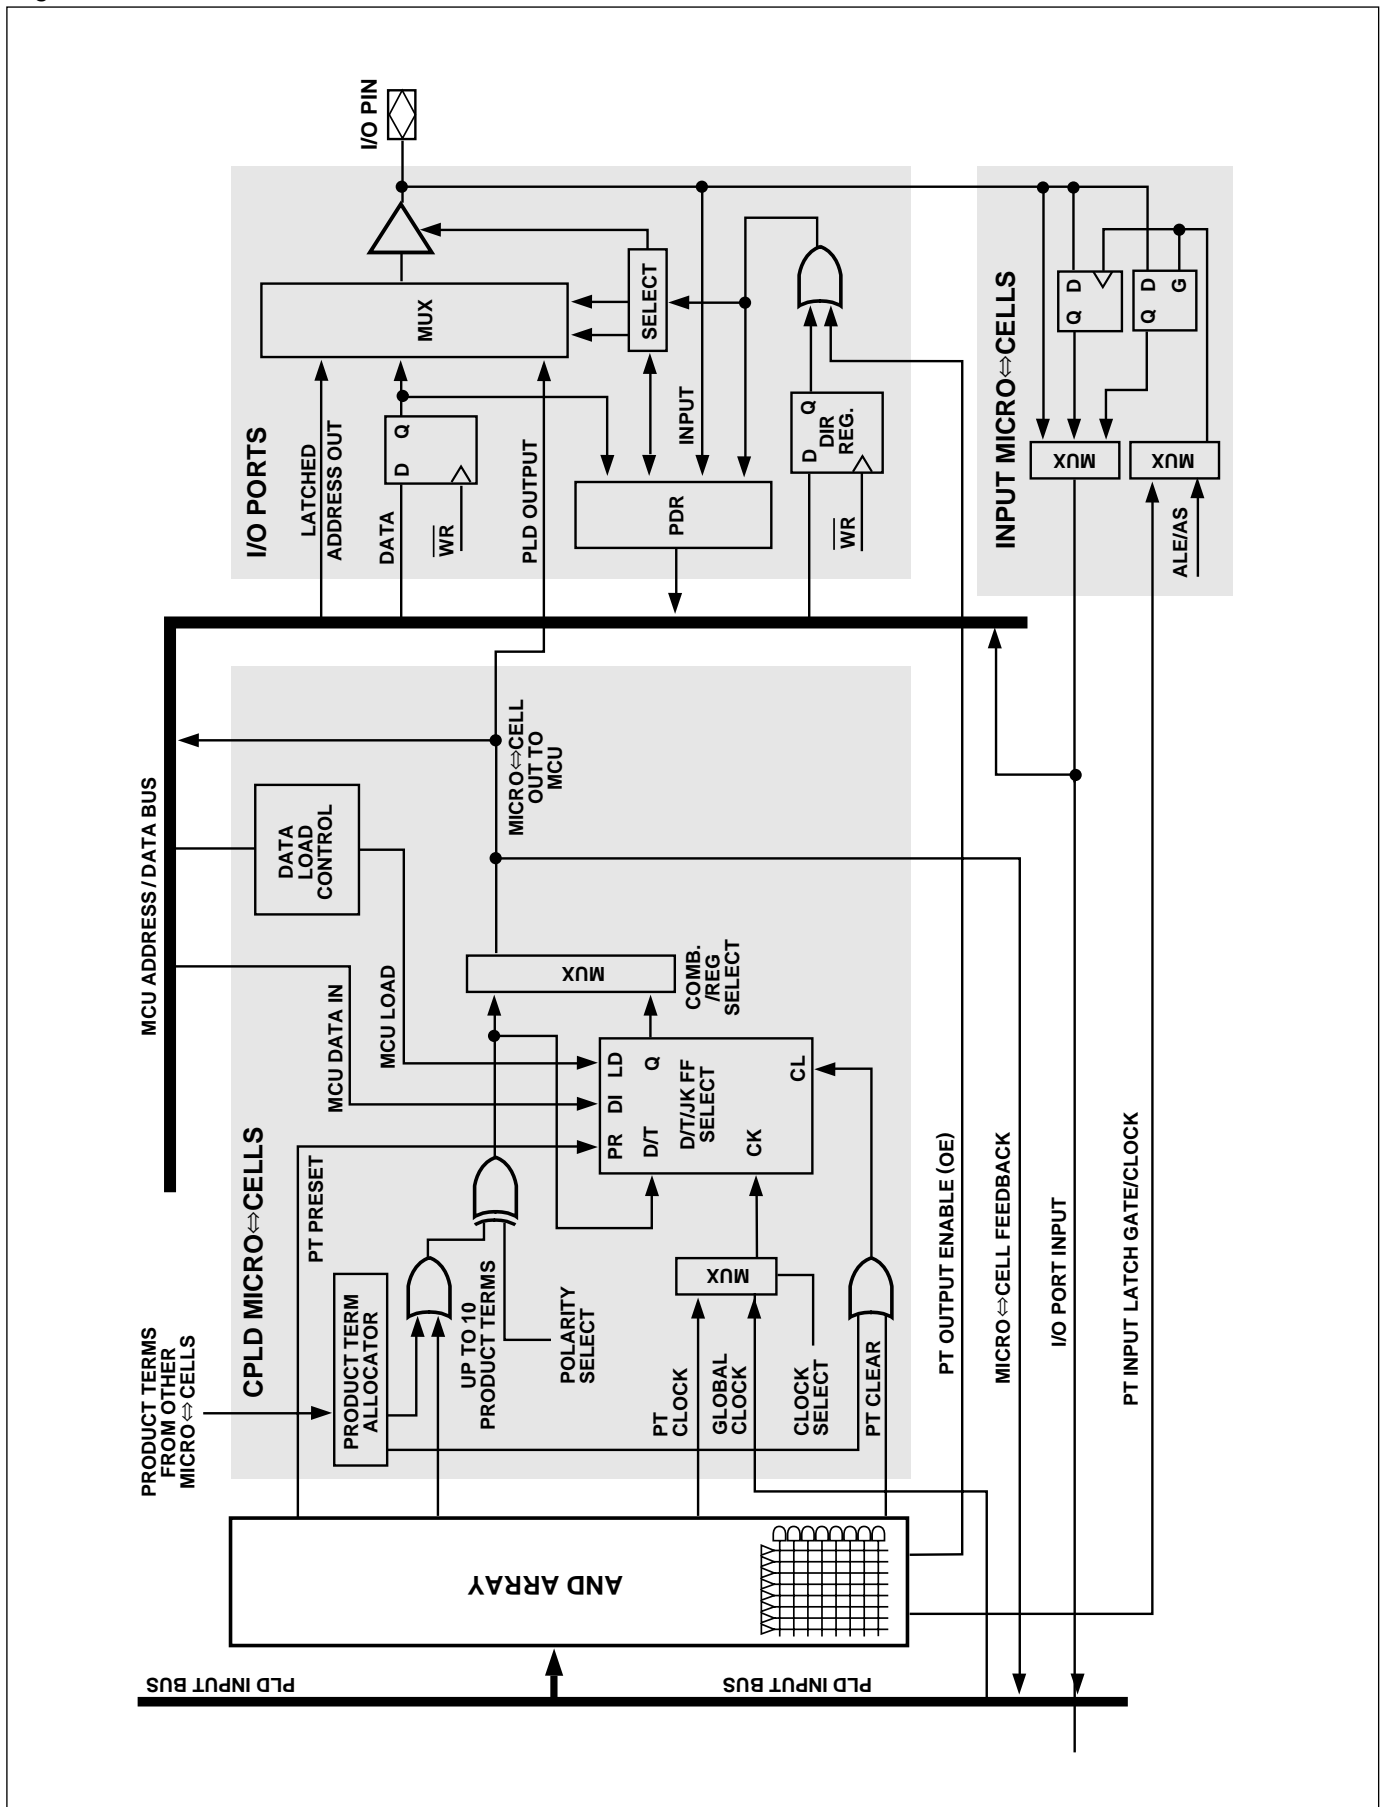 PLD INPUT BUS
PLD INPUT BUS
AND ARRAY
PRODUCT TERMS
FROM OTHER
MICRO⇔CELLS
CPLD MICRO⇔CELLS
PRODUCT TERM
ALLOCATOR
PT PRESET
UP TO 10
PRODUCT TERMS
POLARITY
SELECT
PT
CLOCK
GLOBAL
CLOCK
CLOCK
SELECT
PT CLEAR
MUX
MCU ADDRESS / DATA BUS
MCU DATA IN
MCU LOAD
DATA
LOAD
CONTROL
PR
DI
LD
D/T
Q
D/T/JK FF
SELECT
CK
CL
MUX
COMB.
/REG
SELECT
MICRO⇔CELL
OUT TO
MCU
PT OUTPUT ENABLE (OE)
MICRO⇔CELL FEEDBACK
I/O PORT INPUT
PT INPUT LATCH GATE/CLOCK
I/O PORTS
LATCHED
ADDRESS OUT
DATA
WR
D
Q
PLD OUTPUT
MUX
PDR
INPUT
SELECT
WR
D
Q
DIR
REG.
I/O PIN
INPUT MICRO⇔CELLS
MUX
MUX
ALE/AS
Q
D
Q
D
G